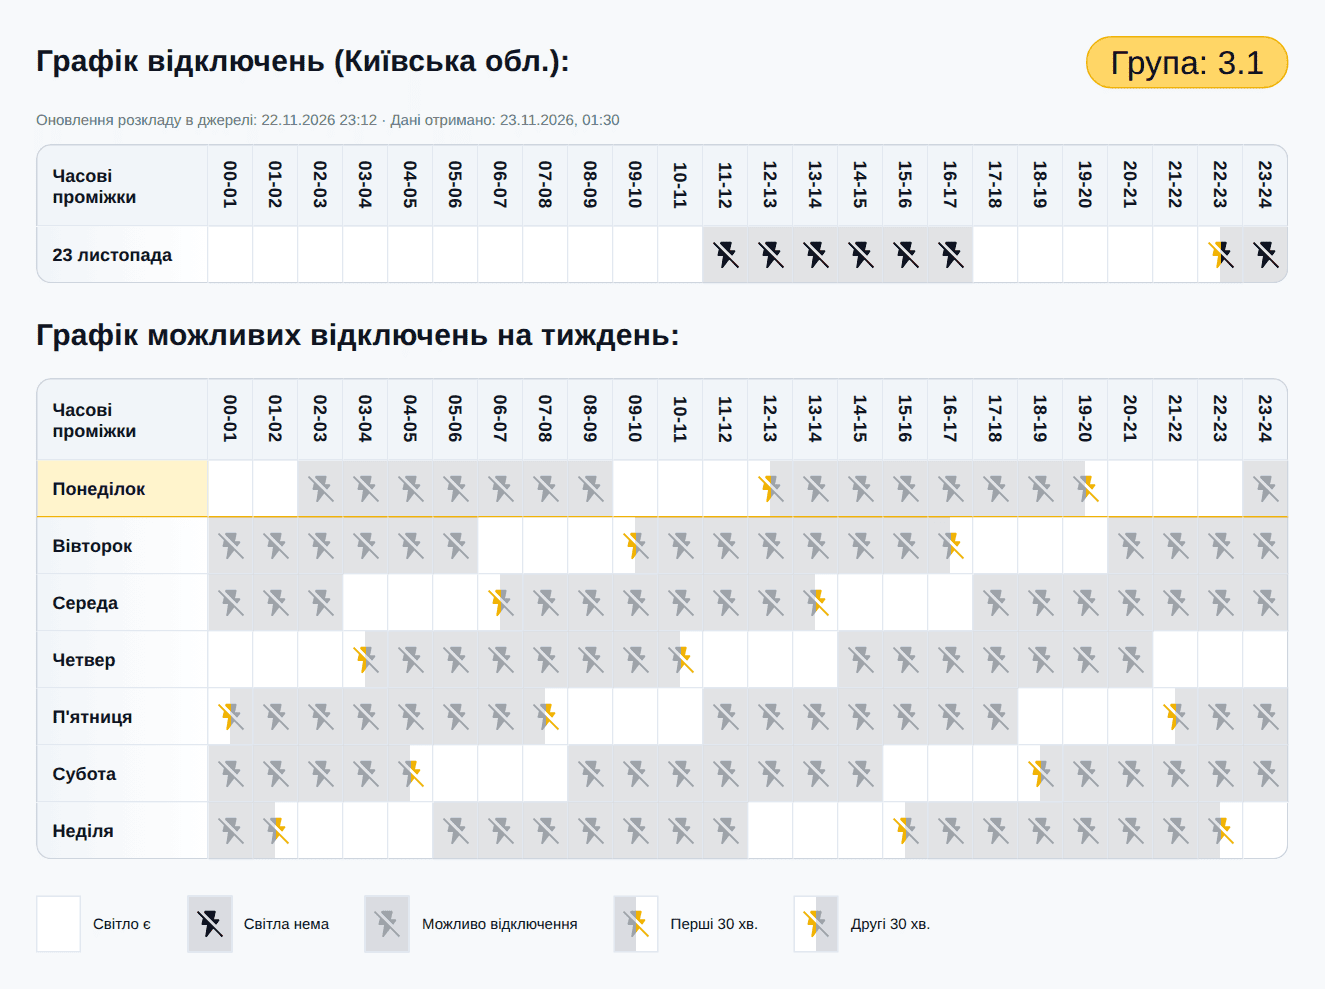 Графік відключень (Київська обл.):
Група: 3.1
Оновлення розкладу в джерелі: 22.11.2026 23:12 · Дані отримано: 23.11.2026, 01:30
Часові
проміжки
00-01 01-02 02-03 03-04 04-05 05-06 06-07 07-08 08-09 09-10 10-11 11-12 12-13 13-14 14-15 15-16 16-17 17-18 18-19 19-20 20-21 21-22 22-23 23-24
23 листопада
Графік можливих відключень на тиждень:
Часові
проміжки
00-01 01-02 02-03 03-04 04-05 05-06 06-07 07-08 08-09 09-10 10-11 11-12 12-13 13-14 14-15 15-16 16-17 17-18 18-19 19-20 20-21 21-22 22-23 23-24
Понеділок
Вівторок
Середа
Четвер
П'ятниця
Субота
Неділя
Світло є
Світла нема
Можливо відключення
Перші 30 хв.
Другі 30 хв.